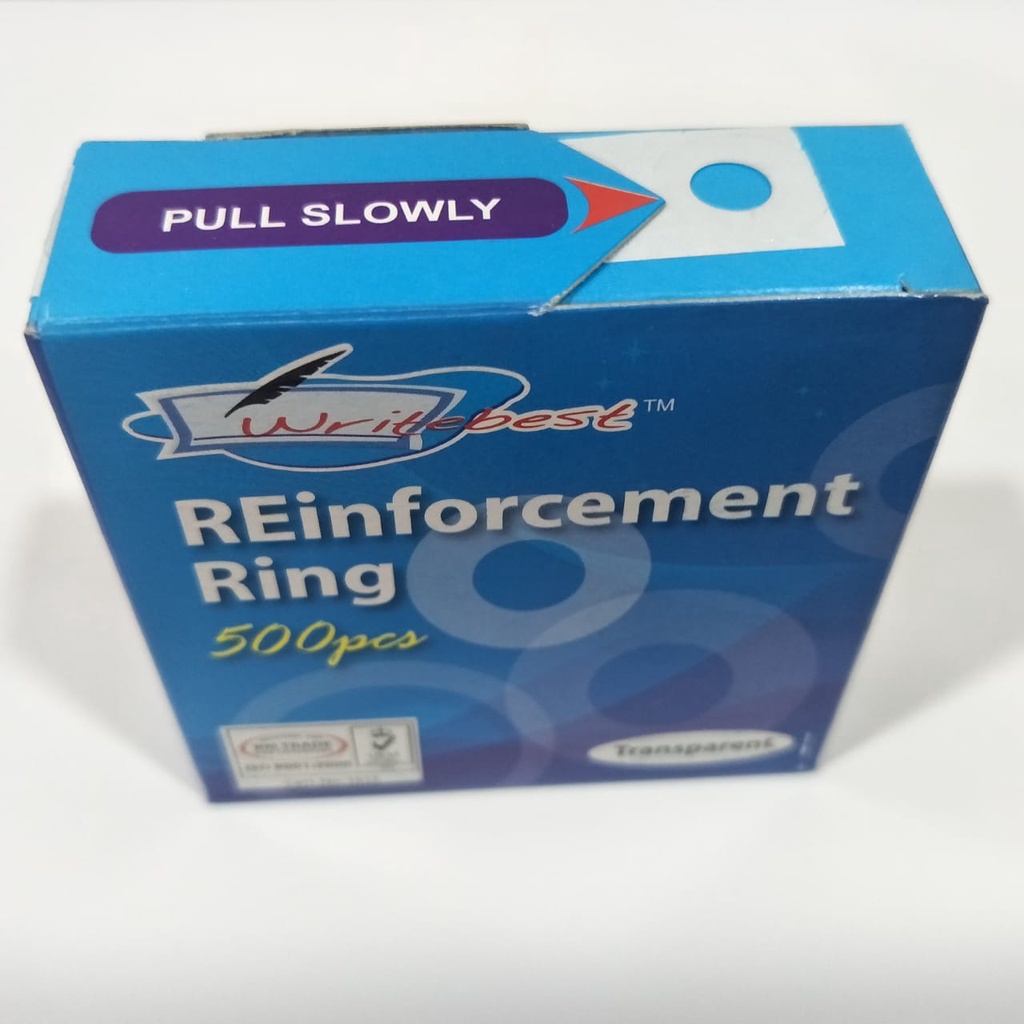 PULL SLOWLY
Writebest™
REinforcement
Ring
500pcs
Transparent